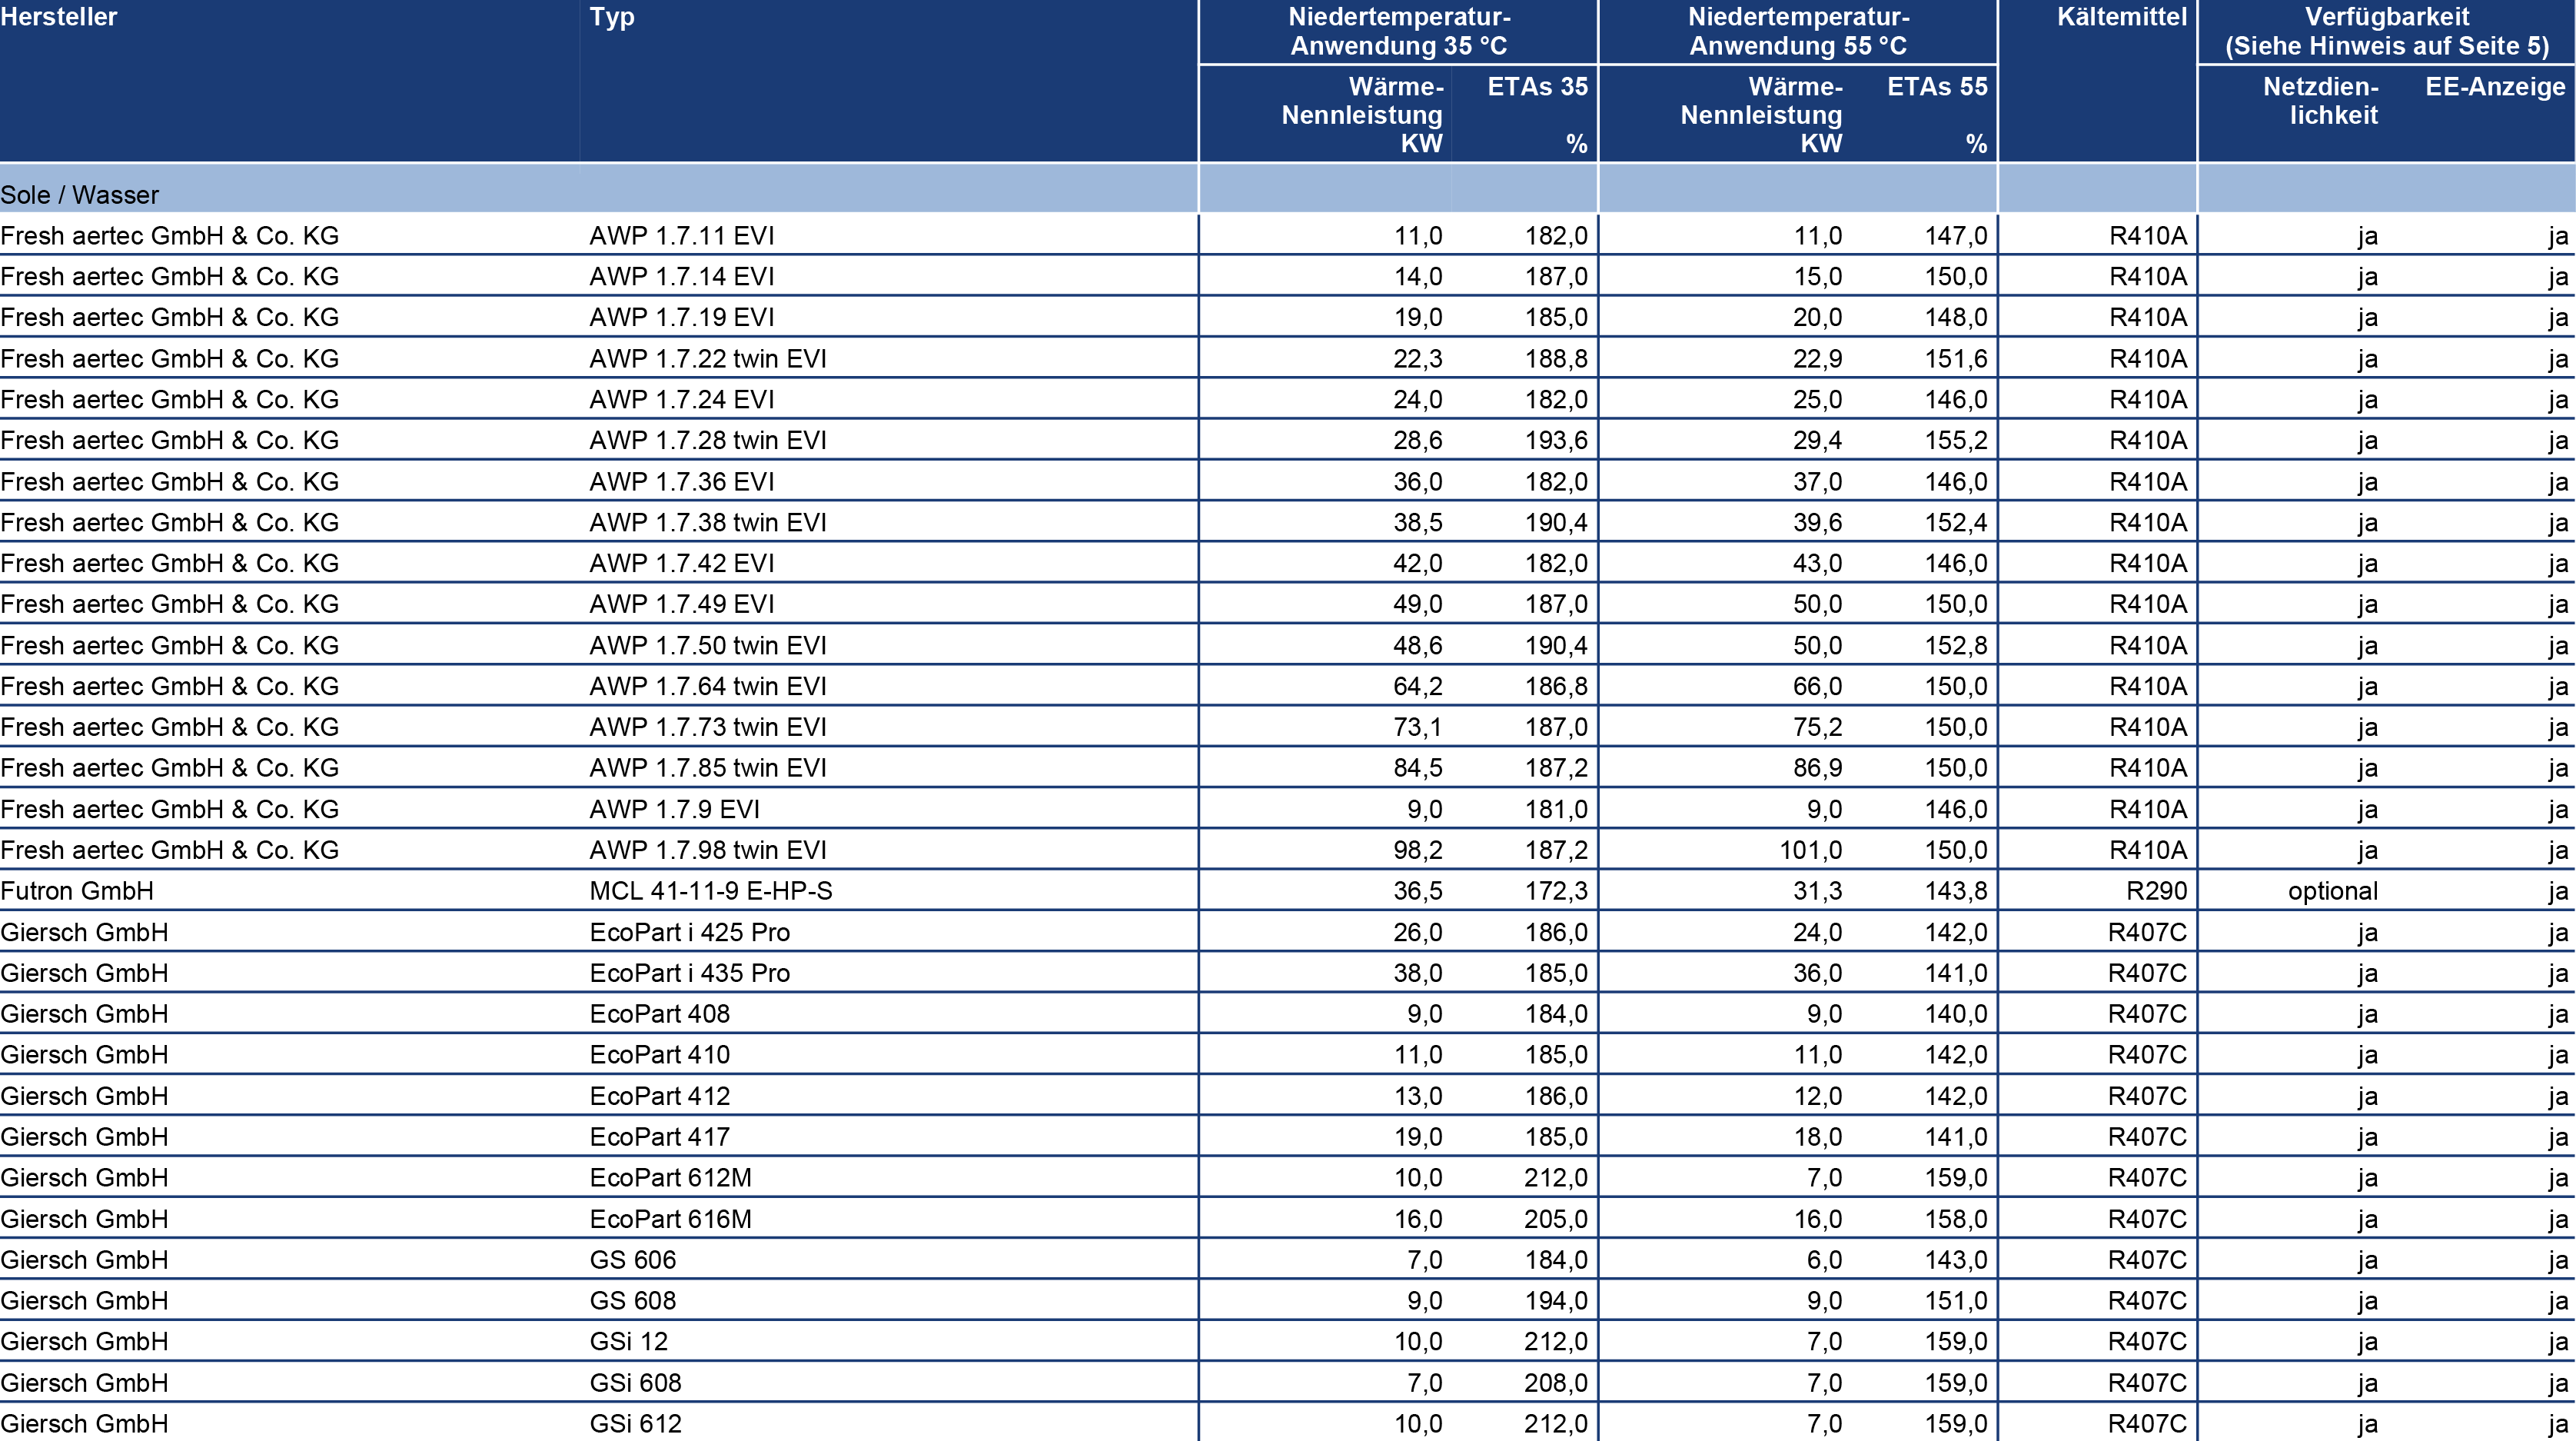 Hersteller Typ Niedertemperatur- Niedertemperatur- Kältemittel Verfügbarkeit
Anwendung 35 °C Anwendung 55 °C (Siehe Hinweis auf Seite 5)
Wärme- ETAs 35 Wärme- ETAs 55 Netzdien- EE-Anzeige
Nennleistung Nennleistung lichkeit
KW % KW %
Sole / Wasser
Fresh aertec GmbH & Co. KG AWP 1.7.11 EVI 11,0 182,0 11,0 147,0 R410A ja ja
Fresh aertec GmbH & Co. KG AWP 1.7.14 EVI 14,0 187,0 15,0 150,0 R410A ja ja
Fresh aertec GmbH & Co. KG AWP 1.7.19 EVI 19,0 185,0 20,0 148,0 R410A ja ja
Fresh aertec GmbH & Co. KG AWP 1.7.22 twin EVI 22,3 188,8 22,9 151,6 R410A ja ja
Fresh aertec GmbH & Co. KG AWP 1.7.24 EVI 24,0 182,0 25,0 146,0 R410A ja ja
Fresh aertec GmbH & Co. KG AWP 1.7.28 twin EVI 28,6 193,6 29,4 155,2 R410A ja ja
Fresh aertec GmbH & Co. KG AWP 1.7.36 EVI 36,0 182,0 37,0 146,0 R410A ja ja
Fresh aertec GmbH & Co. KG AWP 1.7.38 twin EVI 38,5 190,4 39,6 152,4 R410A ja ja
Fresh aertec GmbH & Co. KG AWP 1.7.42 EVI 42,0 182,0 43,0 146,0 R410A ja ja
Fresh aertec GmbH & Co. KG AWP 1.7.49 EVI 49,0 187,0 50,0 150,0 R410A ja ja
Fresh aertec GmbH & Co. KG AWP 1.7.50 twin EVI 48,6 190,4 50,0 152,8 R410A ja ja
Fresh aertec GmbH & Co. KG AWP 1.7.64 twin EVI 64,2 186,8 66,0 150,0 R410A ja ja
Fresh aertec GmbH & Co. KG AWP 1.7.73 twin EVI 73,1 187,0 75,2 150,0 R410A ja ja
Fresh aertec GmbH & Co. KG AWP 1.7.85 twin EVI 84,5 187,2 86,9 150,0 R410A ja ja
Fresh aertec GmbH & Co. KG AWP 1.7.9 EVI 9,0 181,0 9,0 146,0 R410A ja ja
Fresh aertec GmbH & Co. KG AWP 1.7.98 twin EVI 98,2 187,2 101,0 150,0 R410A ja ja
Futron GmbH MCL 41-11-9 E-HP-S 36,5 172,3 31,3 143,8 R290 optional ja
Giersch GmbH EcoPart i 425 Pro 26,0 186,0 24,0 142,0 R407C ja ja
Giersch GmbH EcoPart i 435 Pro 38,0 185,0 36,0 141,0 R407C ja ja
Giersch GmbH EcoPart 408 9,0 184,0 9,0 140,0 R407C ja ja
Giersch GmbH EcoPart 410 11,0 185,0 11,0 142,0 R407C ja ja
Giersch GmbH EcoPart 412 13,0 186,0 12,0 142,0 R407C ja ja
Giersch GmbH EcoPart 417 19,0 185,0 18,0 141,0 R407C ja ja
Giersch GmbH EcoPart 612M 10,0 212,0 7,0 159,0 R407C ja ja
Giersch GmbH EcoPart 616M 16,0 205,0 16,0 158,0 R407C ja ja
Giersch GmbH GS 606 7,0 184,0 6,0 143,0 R407C ja ja
Giersch GmbH GS 608 9,0 194,0 9,0 151,0 R407C ja ja
Giersch GmbH GSi 12 10,0 212,0 7,0 159,0 R407C ja ja
Giersch GmbH GSi 608 7,0 208,0 7,0 159,0 R407C ja ja
Giersch GmbH GSi 612 10,0 212,0 7,0 159,0 R407C ja ja